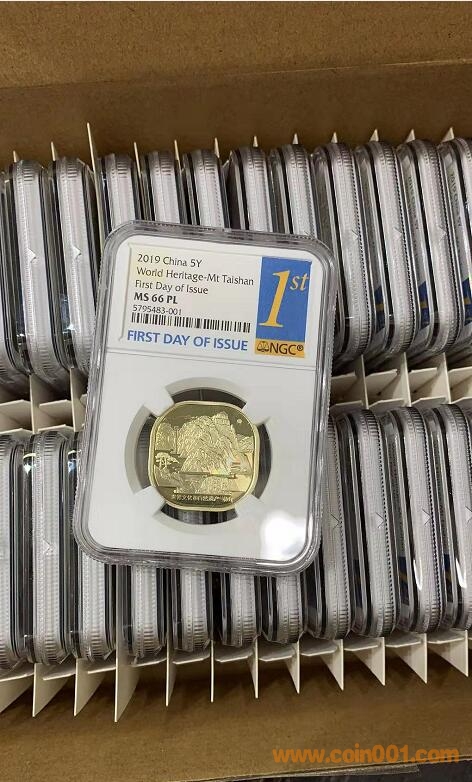 2019 China 5Y
World Heritage-Mt Taishan
First Day of Issue
MS 66 PL
5795483-001
1st
FIRST DAY OF ISSUE
NGC®
www.coin001.com